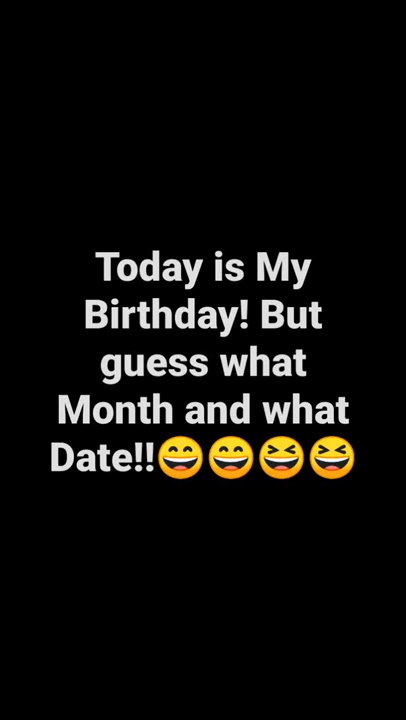 Today is My
Birthday! But
guess what
Month and what
Date!!😄😄😆😆